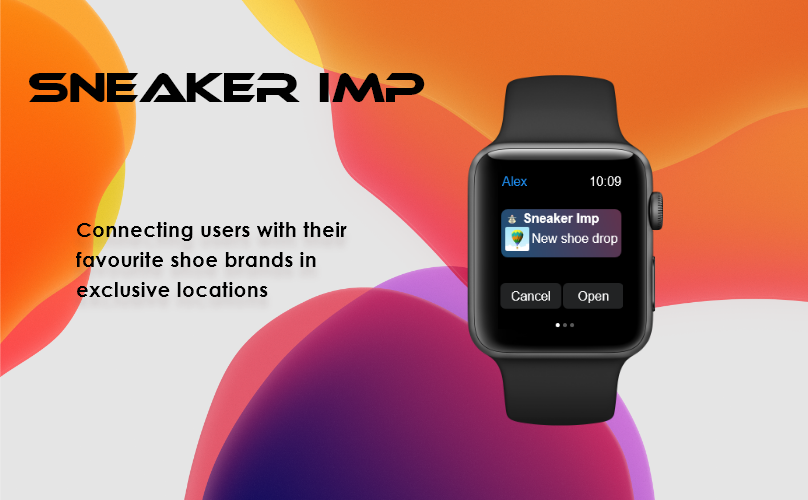 SNEAKER IMP
Connecting users with their
favourite shoe brands in
exclusive locations
Alex 10:09
Sneaker Imp
New shoe drop
Cancel Open